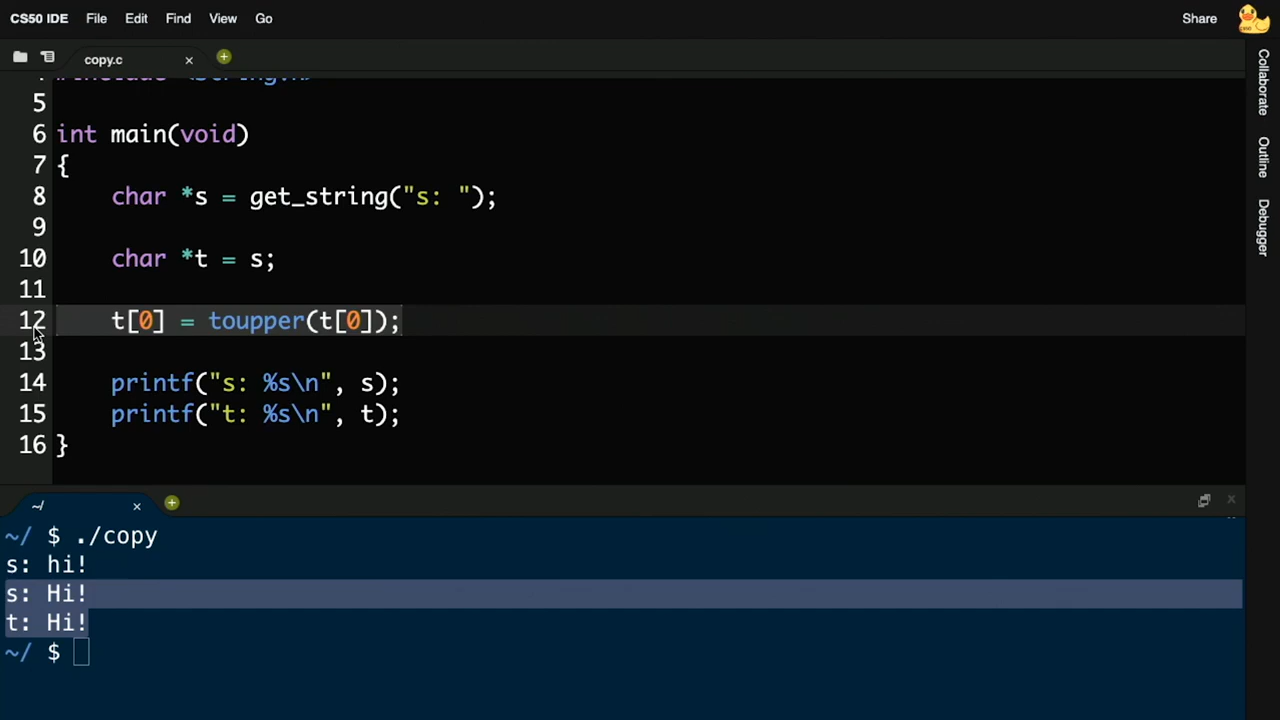 CS50 IDE File Edit View Find Go Share
copy.c
Collaborate
Outline
Debugger
5
6 int main(void)
7 {
8     char *s = get_string("s: ");
9
10     char *t = s;
11
12     t[0] = toupper(t[0]);
13
14     printf("s: %s\n", s);
15     printf("t: %s\n", t);
16 }
~/
~/ $ ./copy
s: hi!
s: Hi!
t: Hi!
~/ $